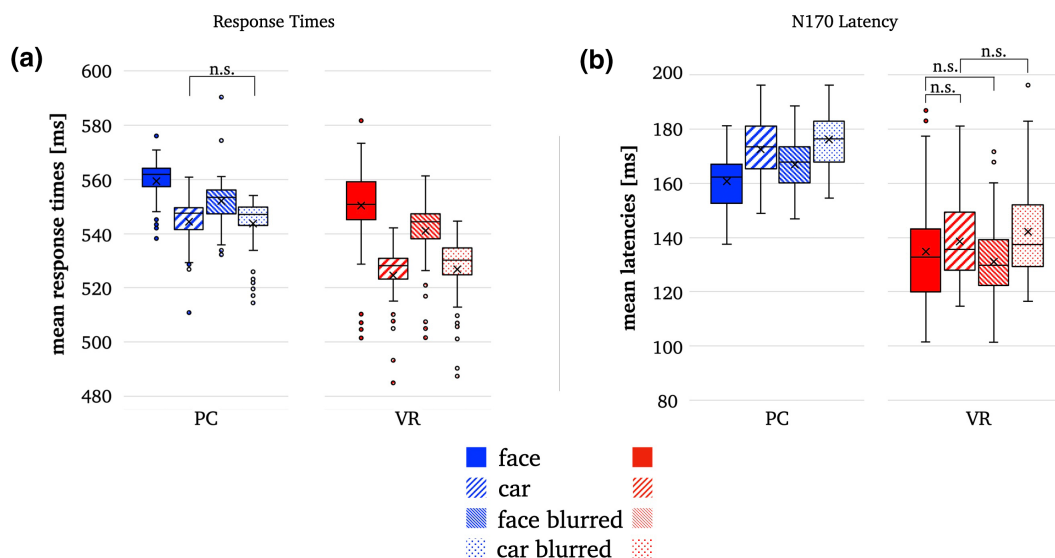 Response Times
N170 Latency
(a)
n.s.
mean response times [ms]
600
580
560
540
520
500
480
PC
VR
(b)
n.s.
n.s.
n.s.
mean latencies [ms]
200
180
160
140
120
100
80
PC
VR
face
car
face blurred
car blurred